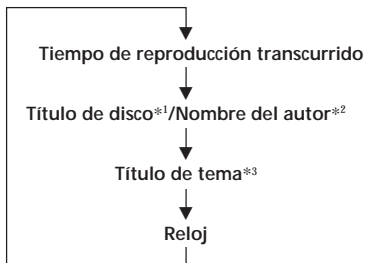 Tiempo de reproducción transcurrido
Título de disco*1/Nombre del autor*2
Título de tema*3
Reloj